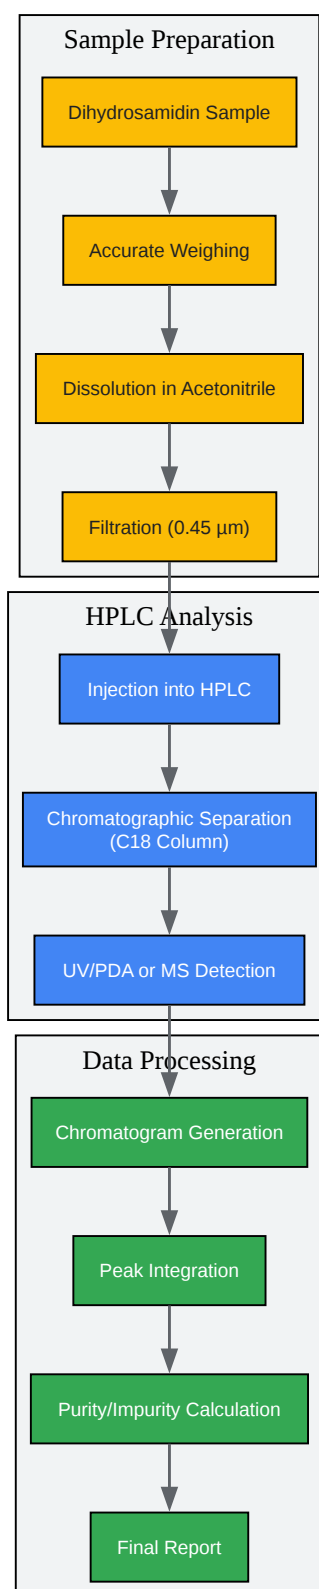 Sample Preparation
Dihydrosamidin Sample
Accurate Weighing
Dissolution in Acetonitrile
Filtration (0.45 µm)
HPLC Analysis
Injection into HPLC
Chromatographic Separation
(C18 Column)
UV/PDA or MS Detection
Data Processing
Chromatogram Generation
Peak Integration
Purity/Impurity Calculation
Final Report